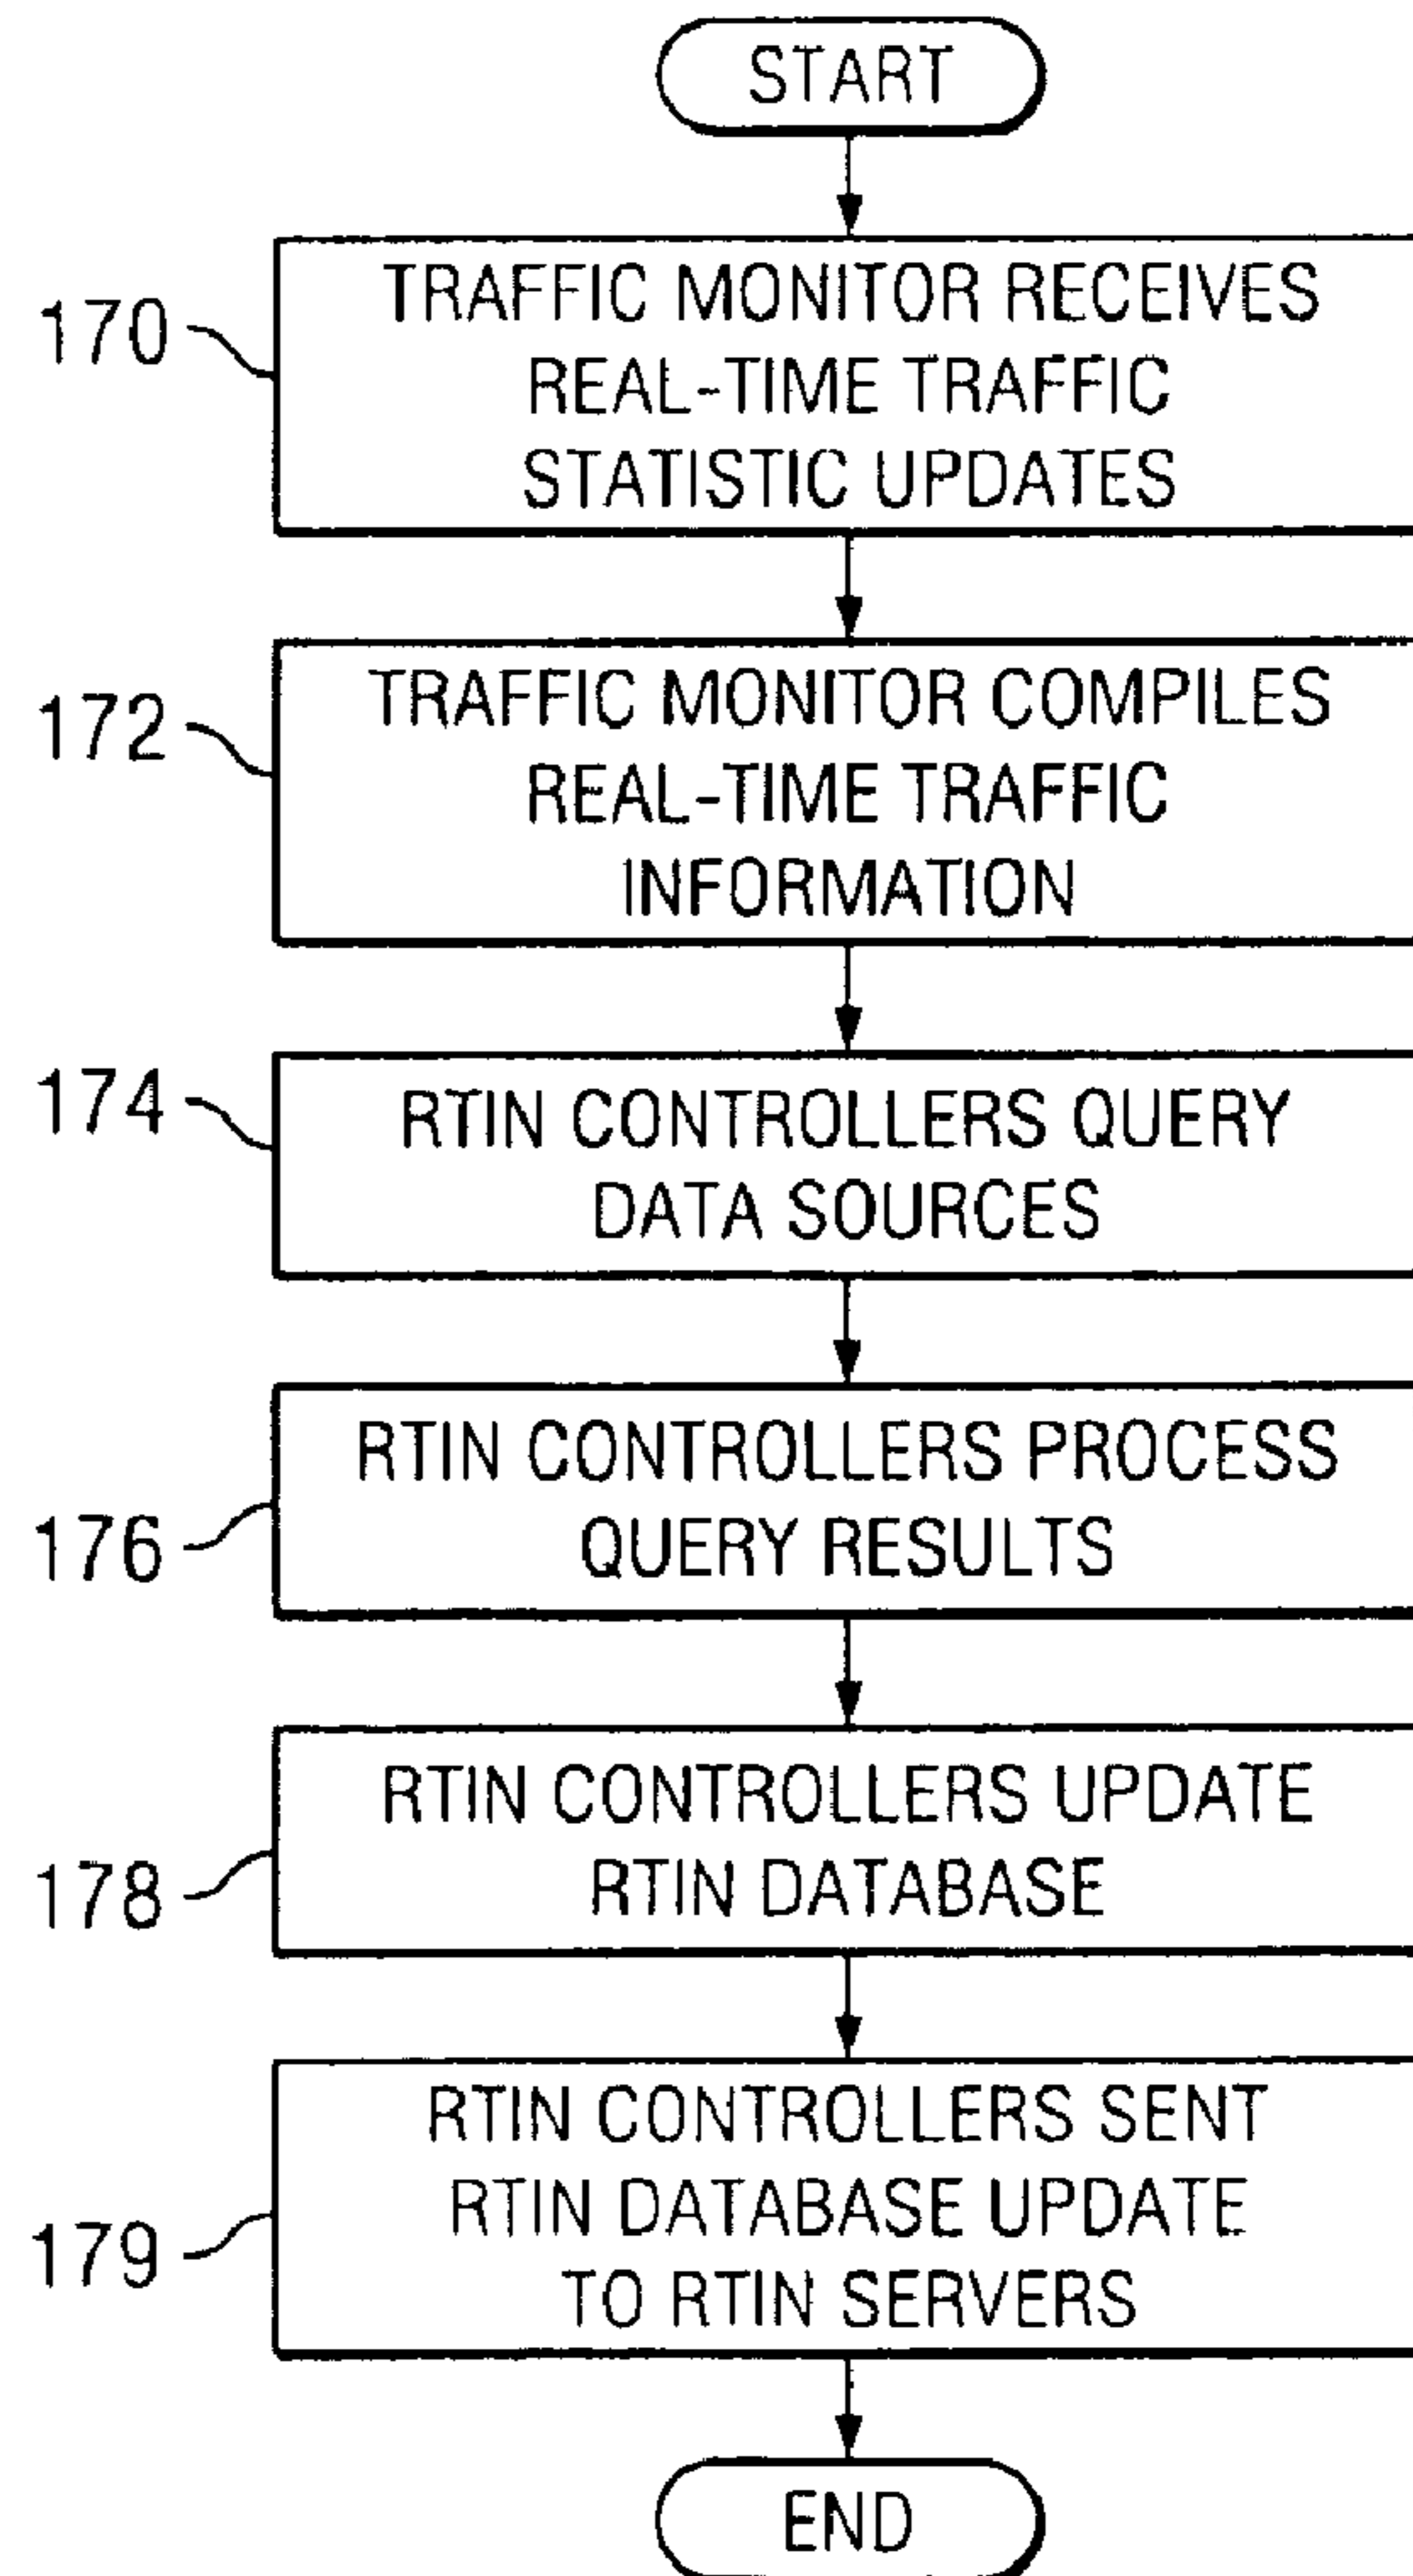 START
170
TRAFFIC MONITOR RECEIVES
REAL-TIME TRAFFIC
STATISTIC UPDATES
172
TRAFFIC MONITOR COMPILES
REAL-TIME TRAFFIC
INFORMATION
174
RTIN CONTROLLERS QUERY
DATA SOURCES
176
RTIN CONTROLLERS PROCESS
QUERY RESULTS
178
RTIN CONTROLLERS UPDATE
RTIN DATABASE
179
RTIN CONTROLLERS SENT
RTIN DATABASE UPDATE
TO RTIN SERVERS
END